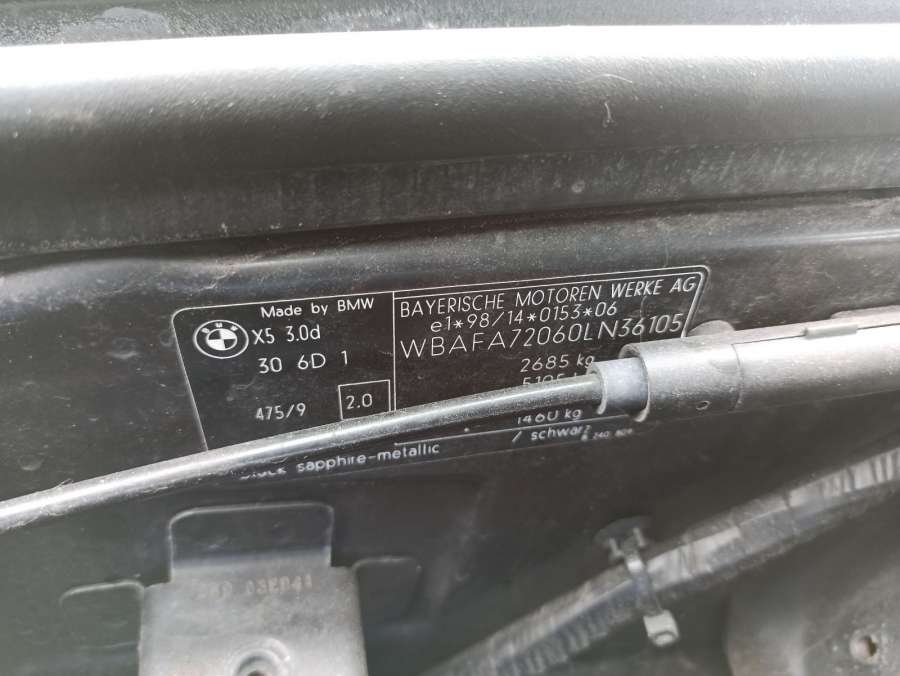 Made by BMW
BMW
X5 3.0d
30 6D 1
475/9
2.0
BAYERISCHE MOTOREN WERKE AG
e1*98/14*0153*06
WBAFA72060LN36105
2685 kg
1460 kg
/ schwarz
sapphire-metallic